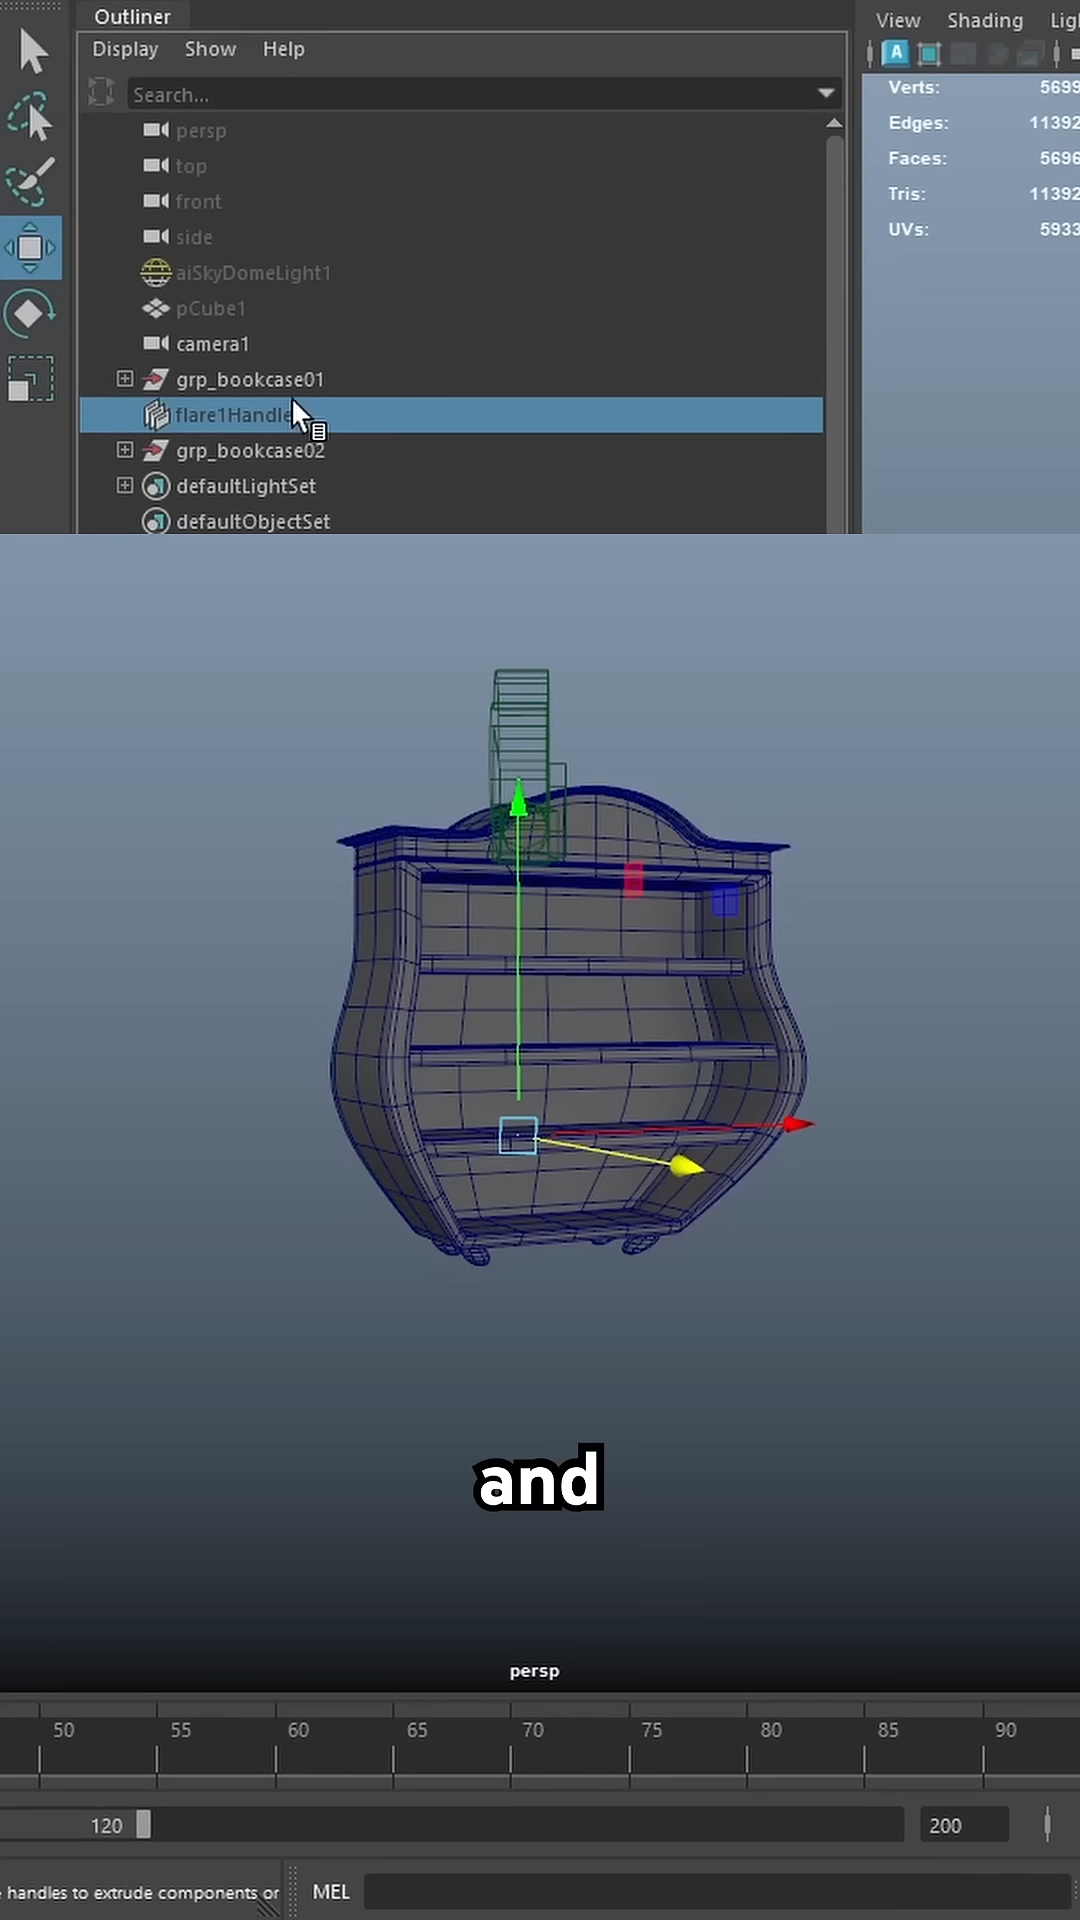 Outliner
Display Show Help
Search...
persp
top
front
side
aiSkyDomeLight1
pCube1
camera1
grp_bookcase01
flare1Handle
grp_bookcase02
defaultLightSet
defaultObjectSet
View Shading
A
Verts: 5699
Edges: 11392
Faces: 5696
Tris: 11392
UVs: 5933
and
persp
50 55 60 65 70 75 80 85 90
120 200
handles to extrude components or
MEL